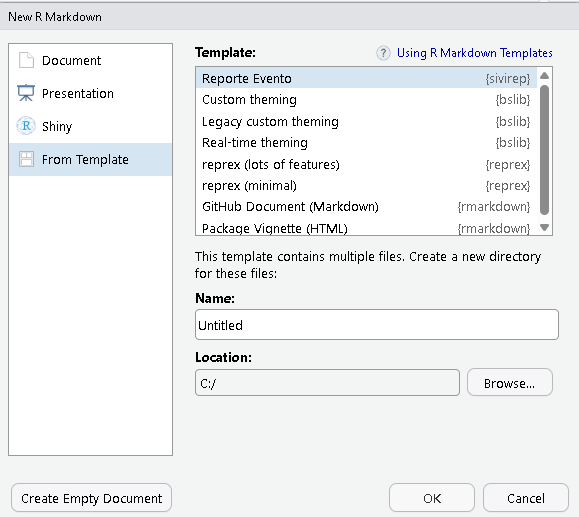 New R Markdown
Document
Presentation
R Shiny
From Template
Template:
? Using R Markdown Templates
Reporte Evento {sivirep}
Custom theming {bslib}
Legacy custom theming {bslib}
Real-time theming {bslib}
reprex (lots of features) {reprex}
reprex (minimal) {reprex}
GitHub Document (Markdown) {rmarkdown}
Package Vignette (HTML) {rmarkdown}
This template contains multiple files. Create a new directory
for these files:
Name:
Untitled
Location:
C:/ Browse...
Create Empty Document OK Cancel